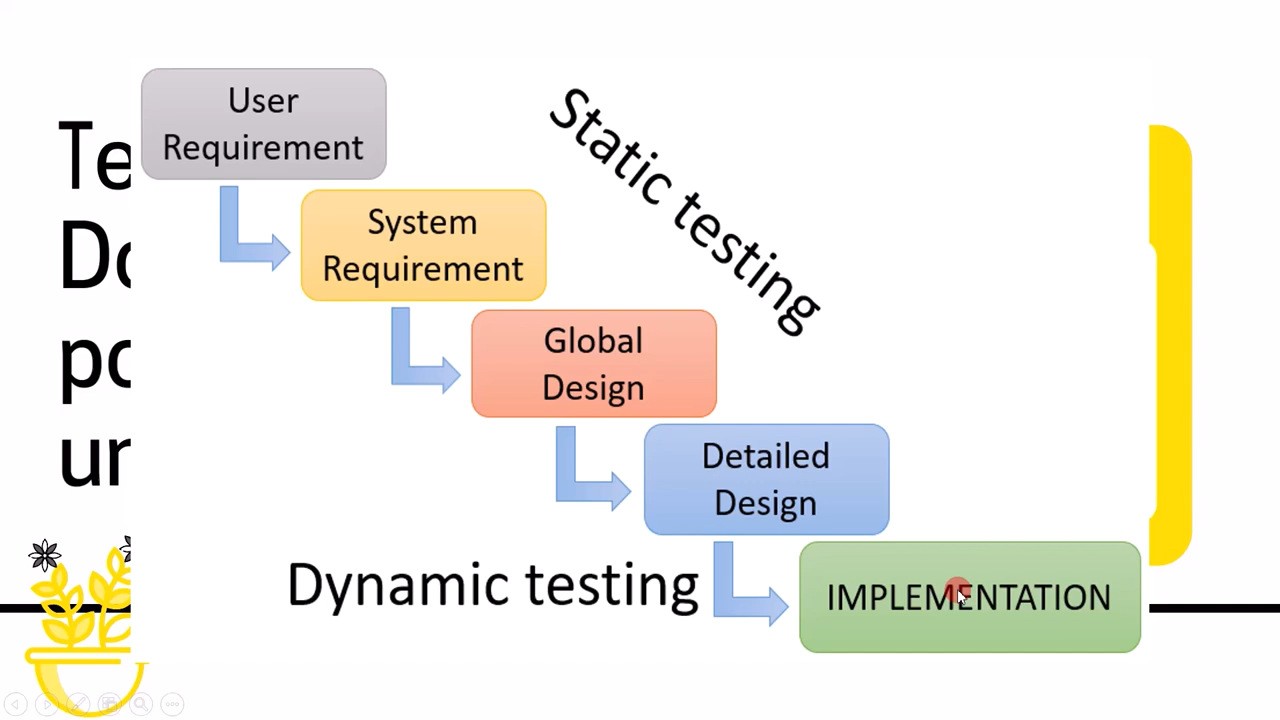 User
Requirement
Static testing
System
Requirement
Global
Design
Detailed
Design
Dynamic testing
IMPLEMENTATION